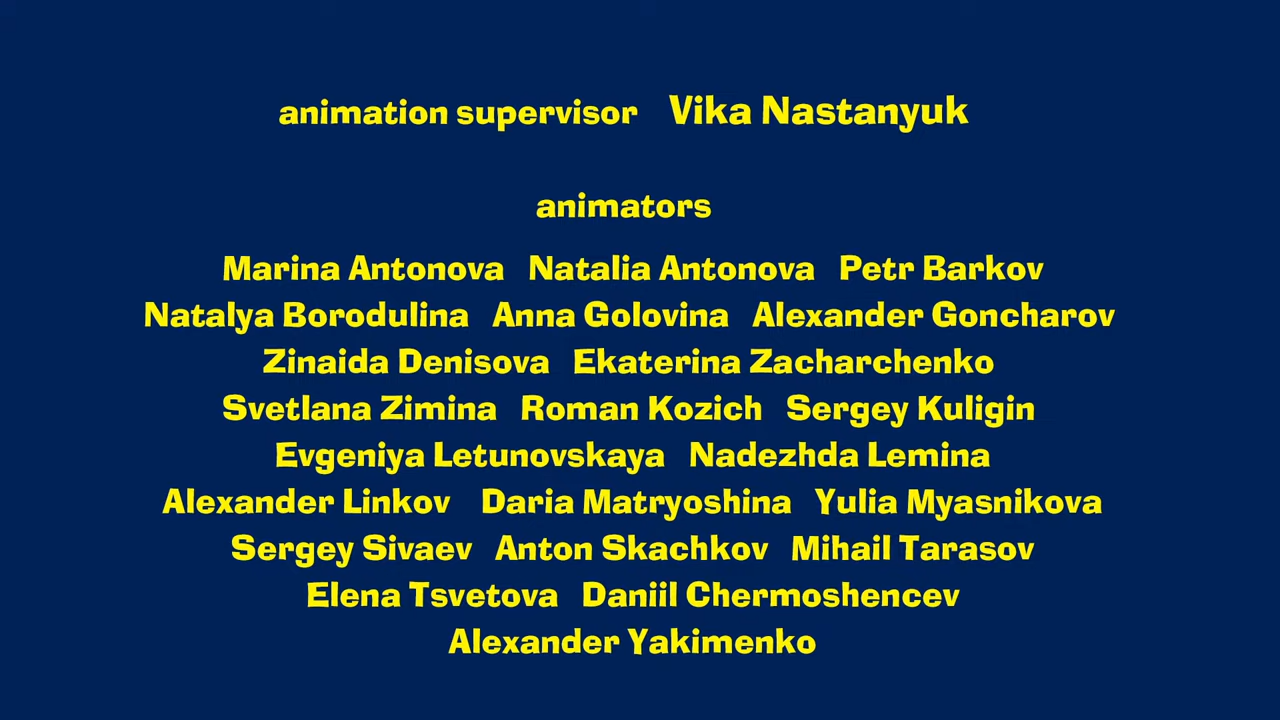 animation supervisor Vika Nastanyuk
animators
Marina Antonova Natalia Antonova Petr Barkov
Natalya Borodulina Anna Golovina Alexander Goncharov
Zinaida Denisova Ekaterina Zacharchenko
Svetlana Zimina Roman Kozich Sergey Kuligin
Evgeniya Letunovskaya Nadezhda Lemina
Alexander Linkov Daria Matryoshina Yulia Myasnikova
Sergey Sivaev Anton Skachkov Mihail Tarasov
Elena Tsvetova Daniil Chermoshencev
Alexander Yakimenko